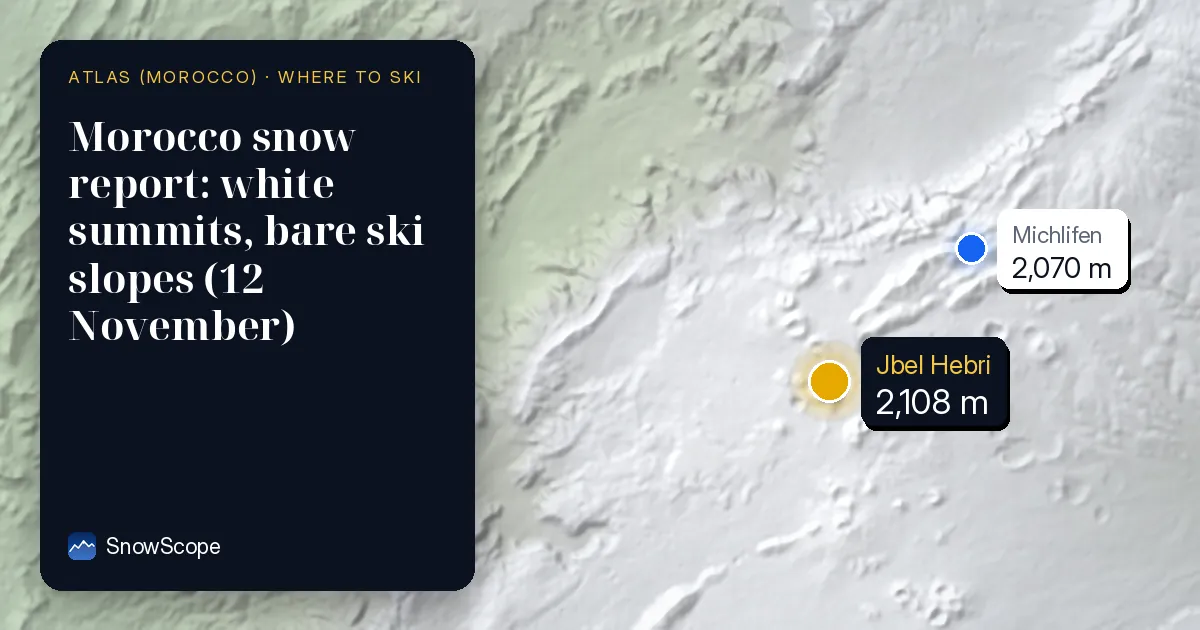 ATLAS (MOROCCO) · WHERE TO SKI
Morocco snow
report: white
summits, bare ski
slopes (12
November)
Michlifen
2,070 m
Jbel Hebri
2,108 m
SnowScope